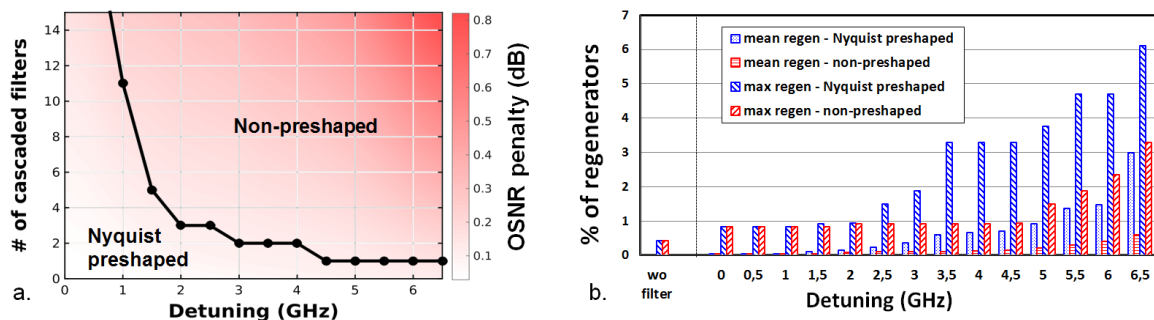 # of cascaded filters
14
12
10
8
6
4
2
0
0
1
2
3
4
5
6
Detuning (GHz)
Non-preshaped
Nyquist
preshaped
0.8
0.7
0.6
0.5
0.4
0.3
0.2
0.1
OSNR penalty (dB)
a.
% of regenerators
7
6
5
4
3
2
1
0
mean regen - Nyquist preshaped
mean regen - non-preshaped
max regen - Nyquist preshaped
max regen - non-preshaped
wo
filter
0
0,5
1
1,5
2
2,5
3
3,5
4
4,5
5
5,5
6
6,5
Detuning (GHz)
b.